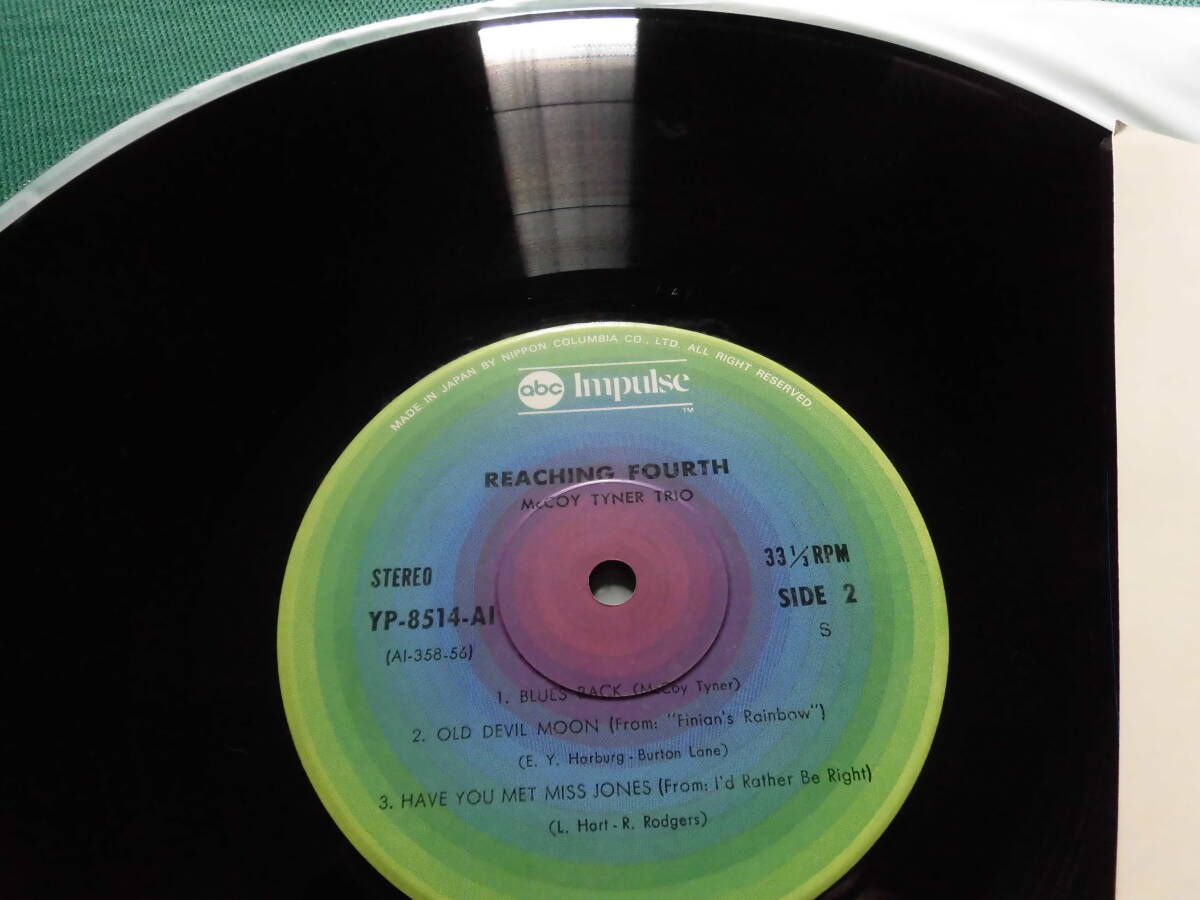 MADE IN JAPAN BY NIPPON COLUMBIA CO., LTD. ALL RIGHT RESERVED.
abc Impulse
TM
REACHING FOURTH
McCOY TYNER TRIO
STEREO
33 1/3 RPM
YP-8514-AI
SIDE 2
(AI-358-56)
S
1. BLUES BACK (McCoy Tyner)
2. OLD DEVIL MOON (From: "Finian's Rainbow")
(E. Y. Harburg - Burton Lane)
3. HAVE YOU MET MISS JONES (From: I'd Rather Be Right)
(L. Hart - R. Rodgers)